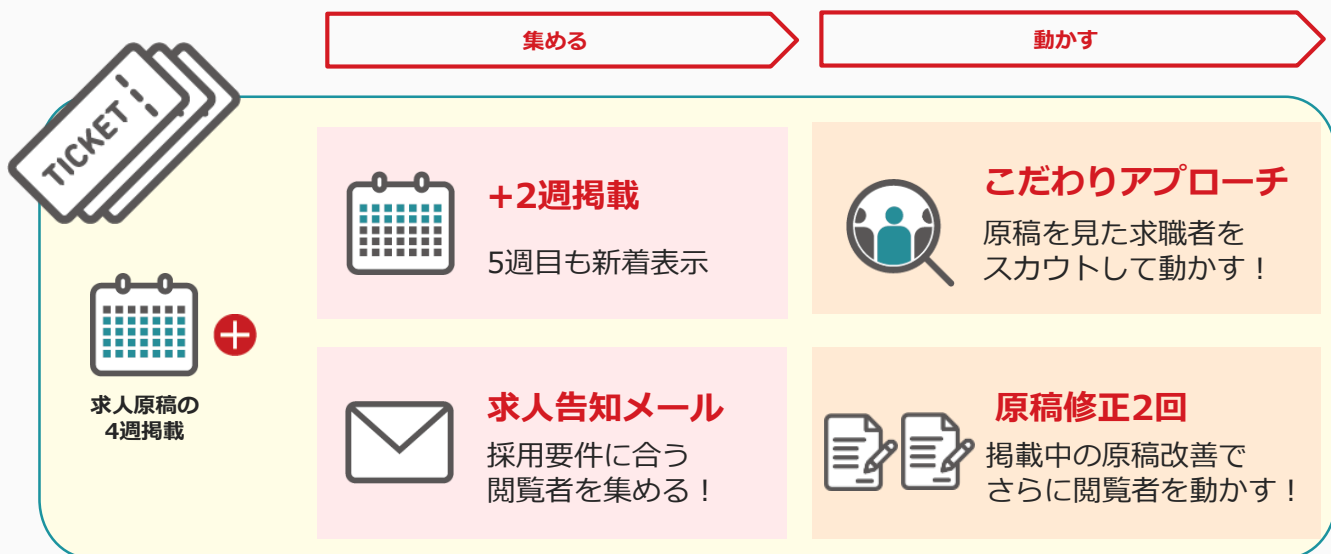 集める
動かす
TICKET
求人原稿の
4週掲載
+2週掲載
5週目も新着表示
こだわりアプローチ
原稿を見た求職者を
スカウトして動かす！
求人告知メール
採用要件に合う
閲覧者を集める！
原稿修正2回
掲載中の原稿改善で
さらに閲覧者を動かす！